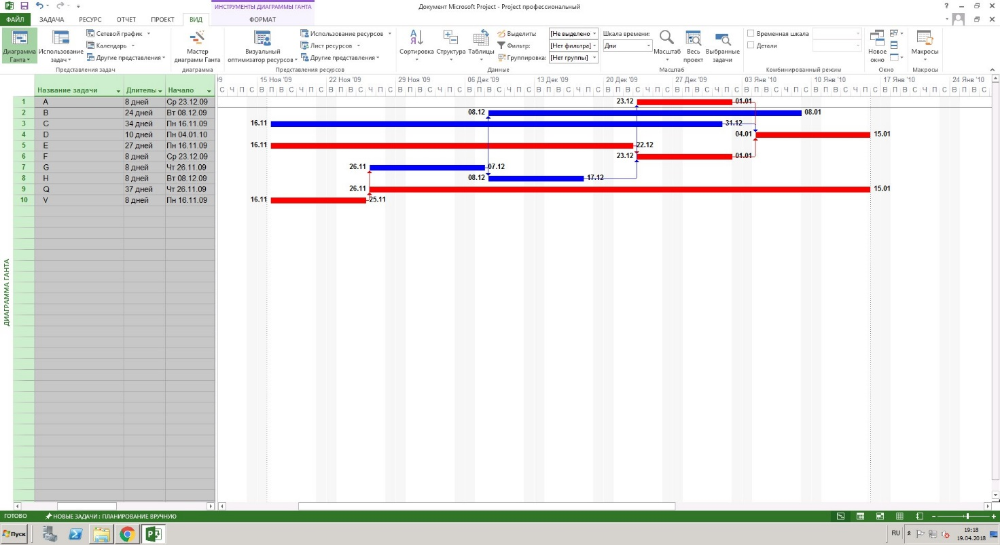 ИНСТРУМЕНТЫ ДИАГРАММЫ ГАНТА
Документ Microsoft Project - Project профессиональный
ФАЙЛ ЗАДАЧА РЕСУРС ОТЧЕТ ПРОЕКТ ВИД ФОРМАТ
Диаграмма Ганта
Использование задач
Сетевой график
Календарь
Другие представления
Представления задач
Мастер диаграмм Ганта
диаграмма
Визуальный оптимизатор ресурсов
Использование ресурсов
Лист ресурсов
Другие представления
Представления ресурсов
Сортировка
Структура
Таблицы
Выделить: [Не выделено
Фильтр: [Нет фильтра]
Группировка: [Нет группы]
Данные
Шкала времени:
Дни
Масштаб
Весь проект
Выбранные задачи
Масштаб
Временная шкала
Детали
Комбинированный режим
Новое окно
Окно
Макросы
Макросы
Название задачи Длителы Начало
'09 15 Ноя '09 22 Ноя '09 29 Ноя '09 06 Дек '09 13 Дек '09 20 Дек '09 27 Дек '09 03 Янв '10 10 Янв '10 17 Янв '10 24 Янв '10
С Ч П С В П В С Ч П С В П В С Ч П С В П В С Ч П С В П В С Ч П С В П В С Ч П С В П В С Ч П С В П В С Ч П С В П В С Ч П С В П В С Ч П С В П В С Ч П С В П В С
1 A 8 дней Ср 23.12.09 23.12 01.01
2 B 24 дней Вт 08.12.09 08.12 08.01
3 C 34 дней Пн 16.11.09 16.11 31.12
4 D 10 дней Пн 04.01.10 04.01 15.01
5 E 27 дней Пн 16.11.09 16.11 22.12
6 F 8 дней Ср 23.12.09 23.12 01.01
7 G 8 дней Чт 26.11.09 26.11 07.12
8 H 8 дней Вт 08.12.09 08.12 17.12
9 Q 37 дней Чт 26.11.09 26.11 15.01
10 V 8 дней Пн 16.11.09 16.11 25.11
ДИАГРАММА ГАНТА
ГОТОВО НОВЫЕ ЗАДАЧИ : ПЛАНИРОВАНИЕ ВРУЧНУЮ
Пуск
RU
19:18
19.04.2018